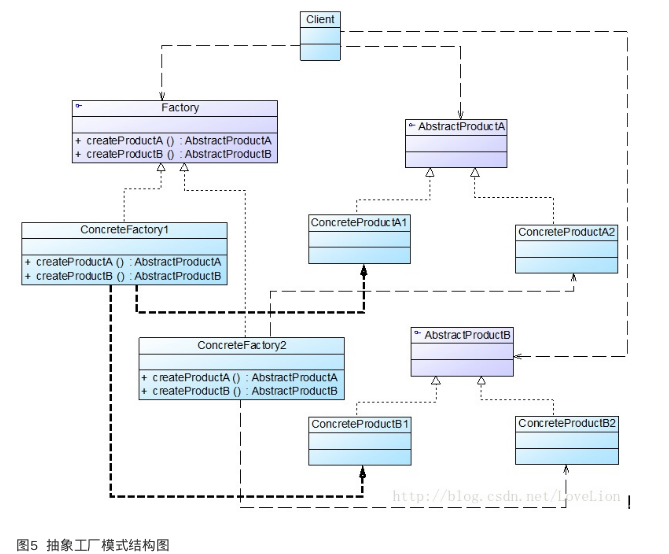 Client
Factory
+ createProductA () : AbstractProductA
+ createProductB () : AbstractProductB
AbstractProductA
ConcreteFactory1
+ createProductA () : AbstractProductA
+ createProductB () : AbstractProductB
ConcreteProductA1
ConcreteProductA2
ConcreteFactory2
+ createProductA () : AbstractProductA
+ createProductB () : AbstractProductB
AbstractProductB
ConcreteProductB1
ConcreteProductB2
http://blog.csdn.net/LoveLion
图5 抽象工厂模式结构图